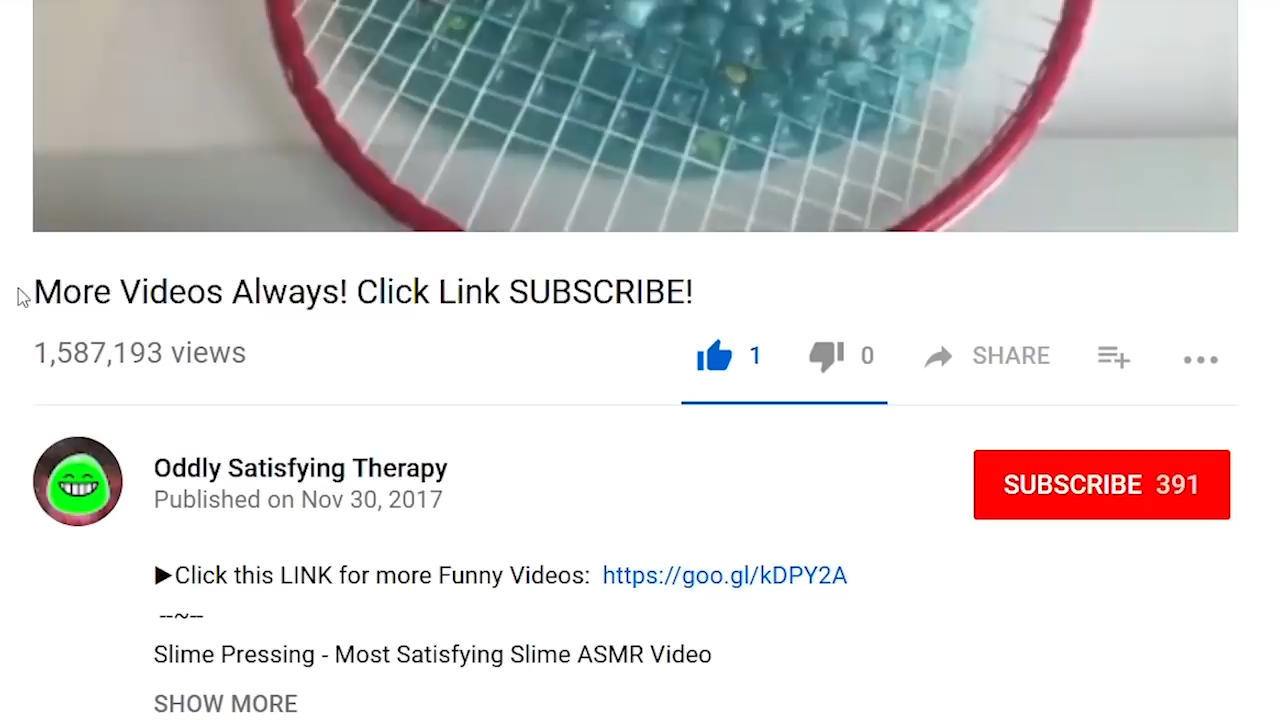 More Videos Always! Click Link SUBSCRIBE!
1,587,193 views
1
0
SHARE
Oddly Satisfying Therapy
Published on Nov 30, 2017
SUBSCRIBE 391
▶Click this LINK for more Funny Videos: https://goo.gl/kDPY2A
--~--
Slime Pressing - Most Satisfying Slime ASMR Video
SHOW MORE